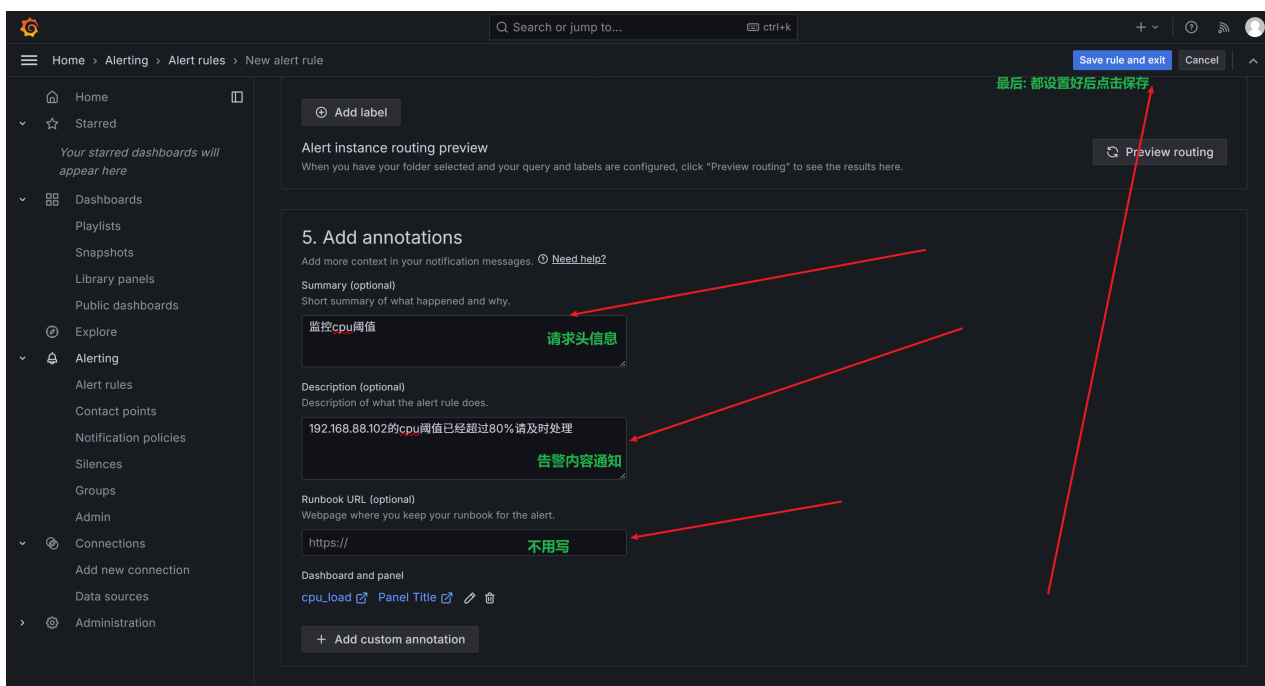 Search or jump to...
ctrl+k
Home › Alerting › Alert rules › New alert rule
Save rule and exit
Cancel
最后: 都设置好后点击保存
Home
Starred
Your starred dashboards will
appear here
Dashboards
Playlists
Snapshots
Library panels
Public dashboards
Explore
Alerting
Alert rules
Contact points
Notification policies
Silences
Groups
Admin
Connections
Add new connection
Data sources
Administration
Add label
Alert instance routing preview
When you have your folder selected and your query and labels are configured, click "Preview routing" to see the results here.
Preview routing
5. Add annotations
Add more context in your notification messages. Need help?
Summary (optional)
Short summary of what happened and why.
监控cpu阈值
请求头信息
Description (optional)
Description of what the alert rule does.
192.168.88.102的cpu阈值已经超过80%请及时处理
告警内容通知
Runbook URL (optional)
Webpage where you keep your runbook for the alert.
https://
不用写
Dashboard and panel
cpu_load Panel Title
+ Add custom annotation